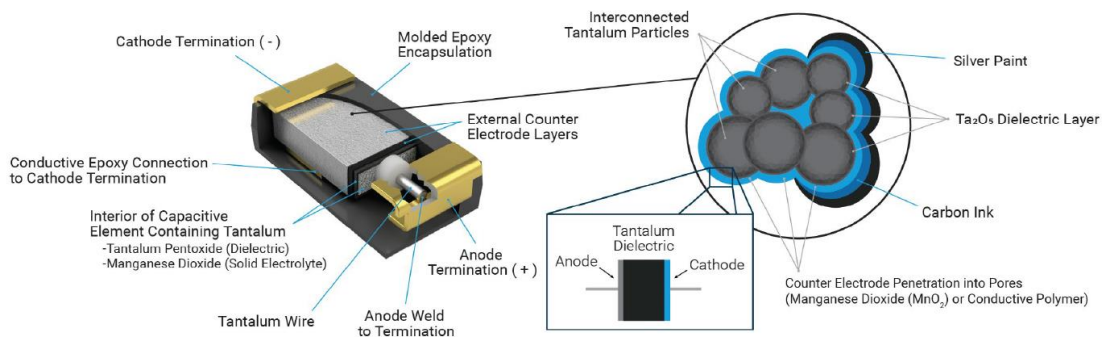 Cathode Termination ( - )
Molded Epoxy
Encapsulation
External Counter
Electrode Layers
Conductive Epoxy Connection
to Cathode Termination
Interior of Capacitive
Element Containing Tantalum
-Tantalum Pentoxide (Dielectric)
-Manganese Dioxide (Solid Electrolyte)
Tantalum Wire
Anode Weld
to Termination
Anode
Termination ( + )
Interconnected
Tantalum Particles
Silver Paint
Ta₂O₅ Dielectric Layer
Carbon Ink
Tantalum
Dielectric
Anode
Cathode
Counter Electrode Penetration into Pores
(Manganese Dioxide (MnO₂) or Conductive Polymer)